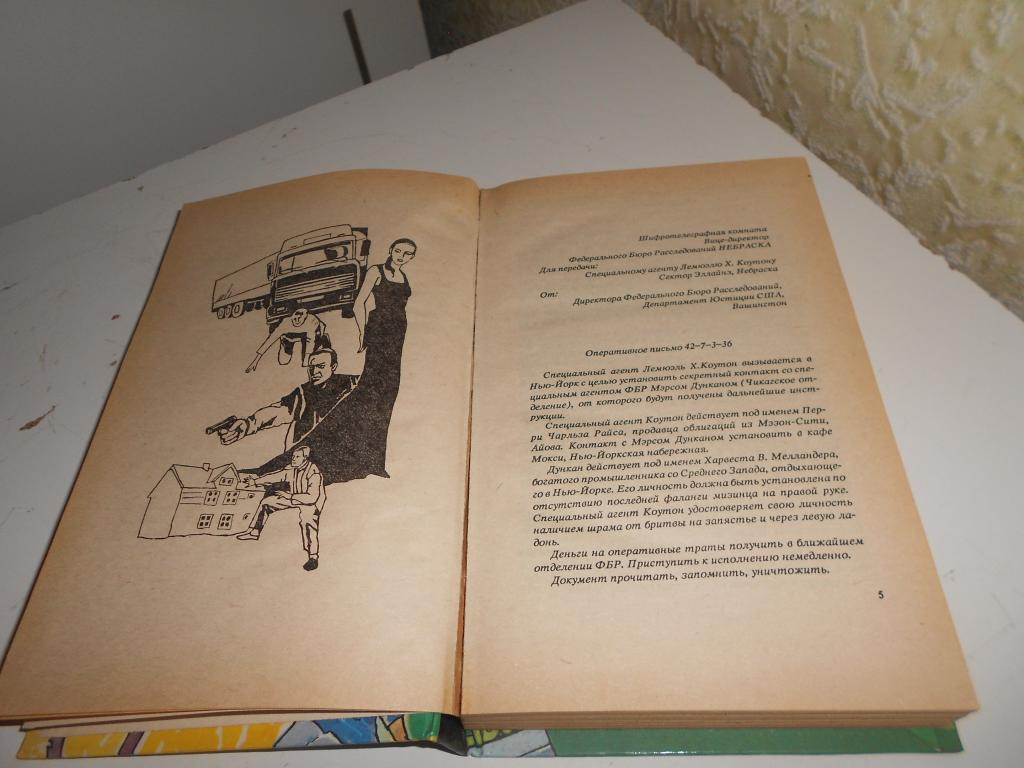 Шифротелеграфная комната
Вице-директор
Федерального Бюро Расследований НЕБРАСКА
Для передачи:
Специальному агенту Лемюэлю Х. Коутону
Сектор Эллайнз, Небраска
От:
Директора Федерального Бюро Расследований,
Департамент Юстиции США,
Вашингтон
Оперативное письмо 42-7-3-36
Специальный агент Лемюэль Х.Коутон вызывается в
Нью-Йорк с целью установить секретный контакт со спе-
циальным агентом ФБР Мэрсом Дунканом (Чикагское от-
деление), от которого будут получены дальнейшие инст-
рукции.
Специальный агент Коутон действует под именем Пер-
ри Чарльза Райса, продавца облигаций из Мэзон-Сити,
Айова. Контакт с Мэрсом Дунканом установить в кафе
Мокси, Нью-Йоркская набережная.
Дункан действует под именем Харвеста В. Мелландера,
богатого промышленника со Среднего Запада, отдыхающе-
го в Нью-Йорке. Его личность должна быть установлена по
отсутствию последней фаланги мизинца на правой руке.
Специальный агент Коутон удостоверяет свою личность
наличием шрама от бритвы на запястье и через левую ла-
донь.
Деньги на оперативные траты получить в ближайшем
отделении ФБР. Приступить к исполнению немедленно.
Документ прочитать, запомнить, уничтожить.
5